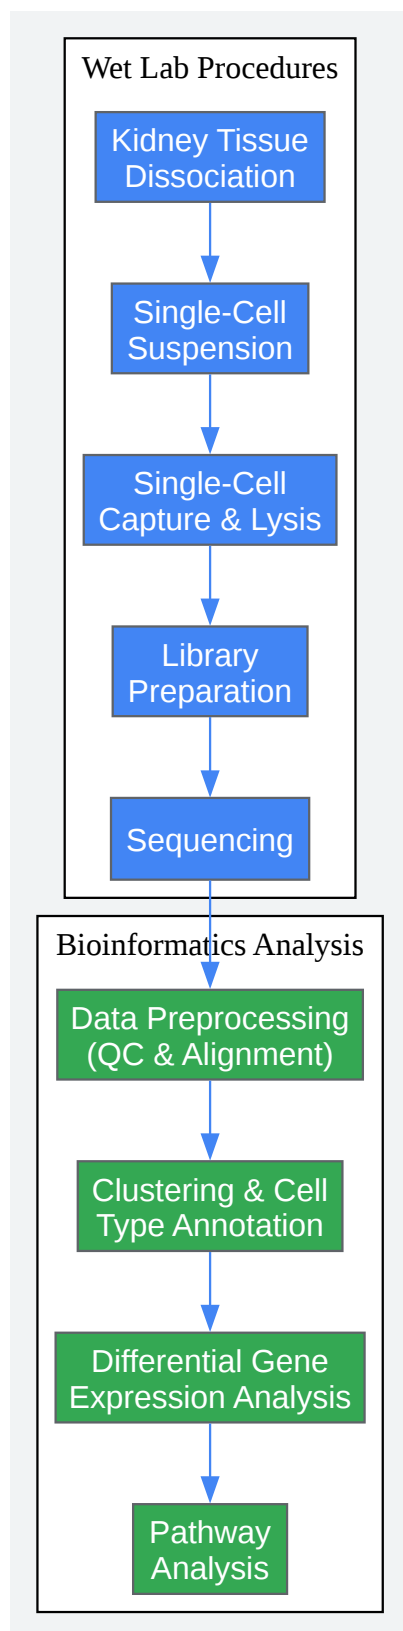 Wet Lab Procedures
Kidney Tissue
Dissociation
Single-Cell
Suspension
Single-Cell
Capture & Lysis
Library
Preparation
Sequencing
Bioinformatics Analysis
Data Preprocessing
(QC & Alignment)
Clustering & Cell
Type Annotation
Differential Gene
Expression Analysis
Pathway
Analysis